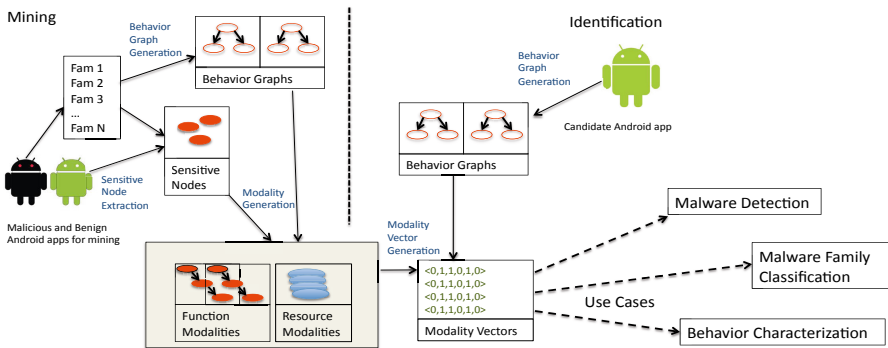 Mining
Identification
Behavior
Graph
Generation
Fam 1
Fam 2
Fam 3
...
Fam N
Behavior Graphs
Behavior
Graph
Generation
Candidate Android app
Sensitive
Nodes
Behavior Graphs
Sensitive
Node
Extraction
Modality
Generation
Malicious and Benign
Android apps for mining
Modality
Vector
Generation
Malware Detection
Malware Family
Classification
<0,1,1,0,1,0>
<0,1,1,0,1,0>
<0,1,1,0,1,0>
<0,1,1,0,1,0>
Use Cases
Function
Modalities
Resource
Modalities
Modality Vectors
Behavior Characterization